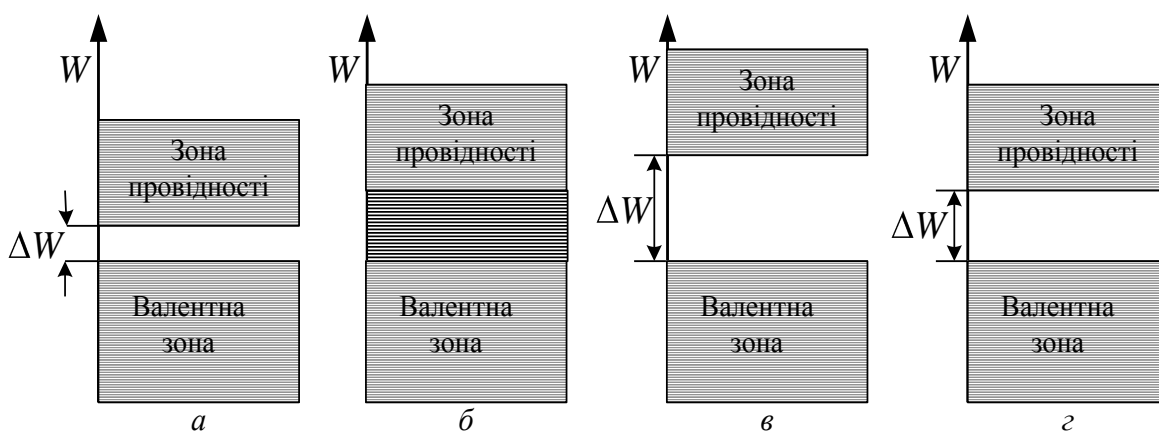 W
Зона
провідності
ΔW
Валентна
зона
а
W
Зона
провідності
Валентна
зона
б
W
Зона
провідності
ΔW
Валентна
зона
в
W
Зона
провідності
ΔW
Валентна
зона
г